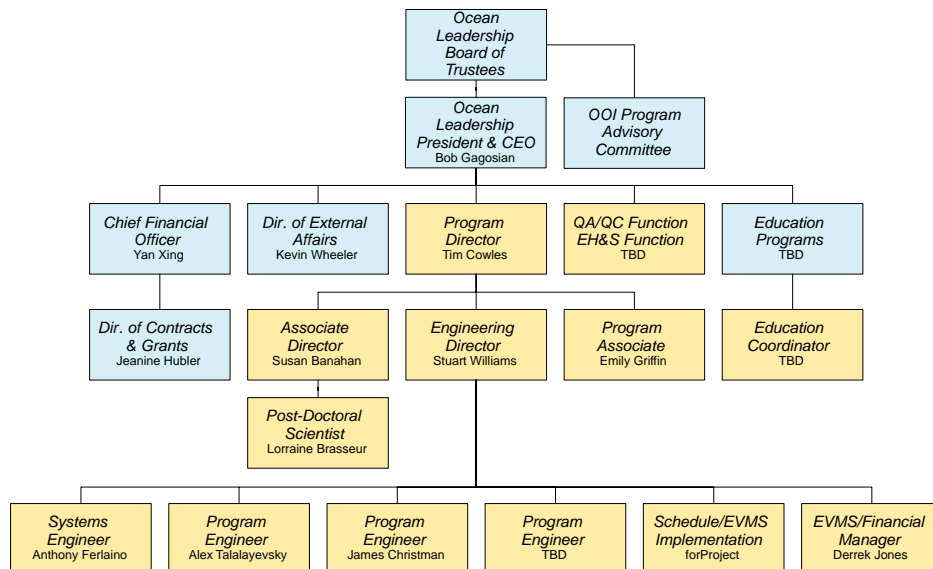 Ocean
Leadership
Board of
Trustees
Ocean
Leadership
President & CEO
Bob Gagosian
OOI Program
Advisory
Committee
Chief Financial
Officer
Yan Xing
Dir. of External
Affairs
Kevin Wheeler
Program
Director
Tim Cowles
QA/QC Function
EH&S Function
TBD
Education
Programs
TBD
Dir. of Contracts
& Grants
Jeanine Hubler
Associate
Director
Susan Banahan
Engineering
Director
Stuart Williams
Program
Associate
Emily Griffin
Education
Coordinator
TBD
Post-Doctoral
Scientist
Lorraine Brasseur
Systems
Engineer
Anthony Ferlaino
Program
Engineer
Alex Talalayevsky
Program
Engineer
James Christman
Program
Engineer
TBD
Schedule/EVMS
Implementation
forProject
EVMS/Financial
Manager
Derrek Jones